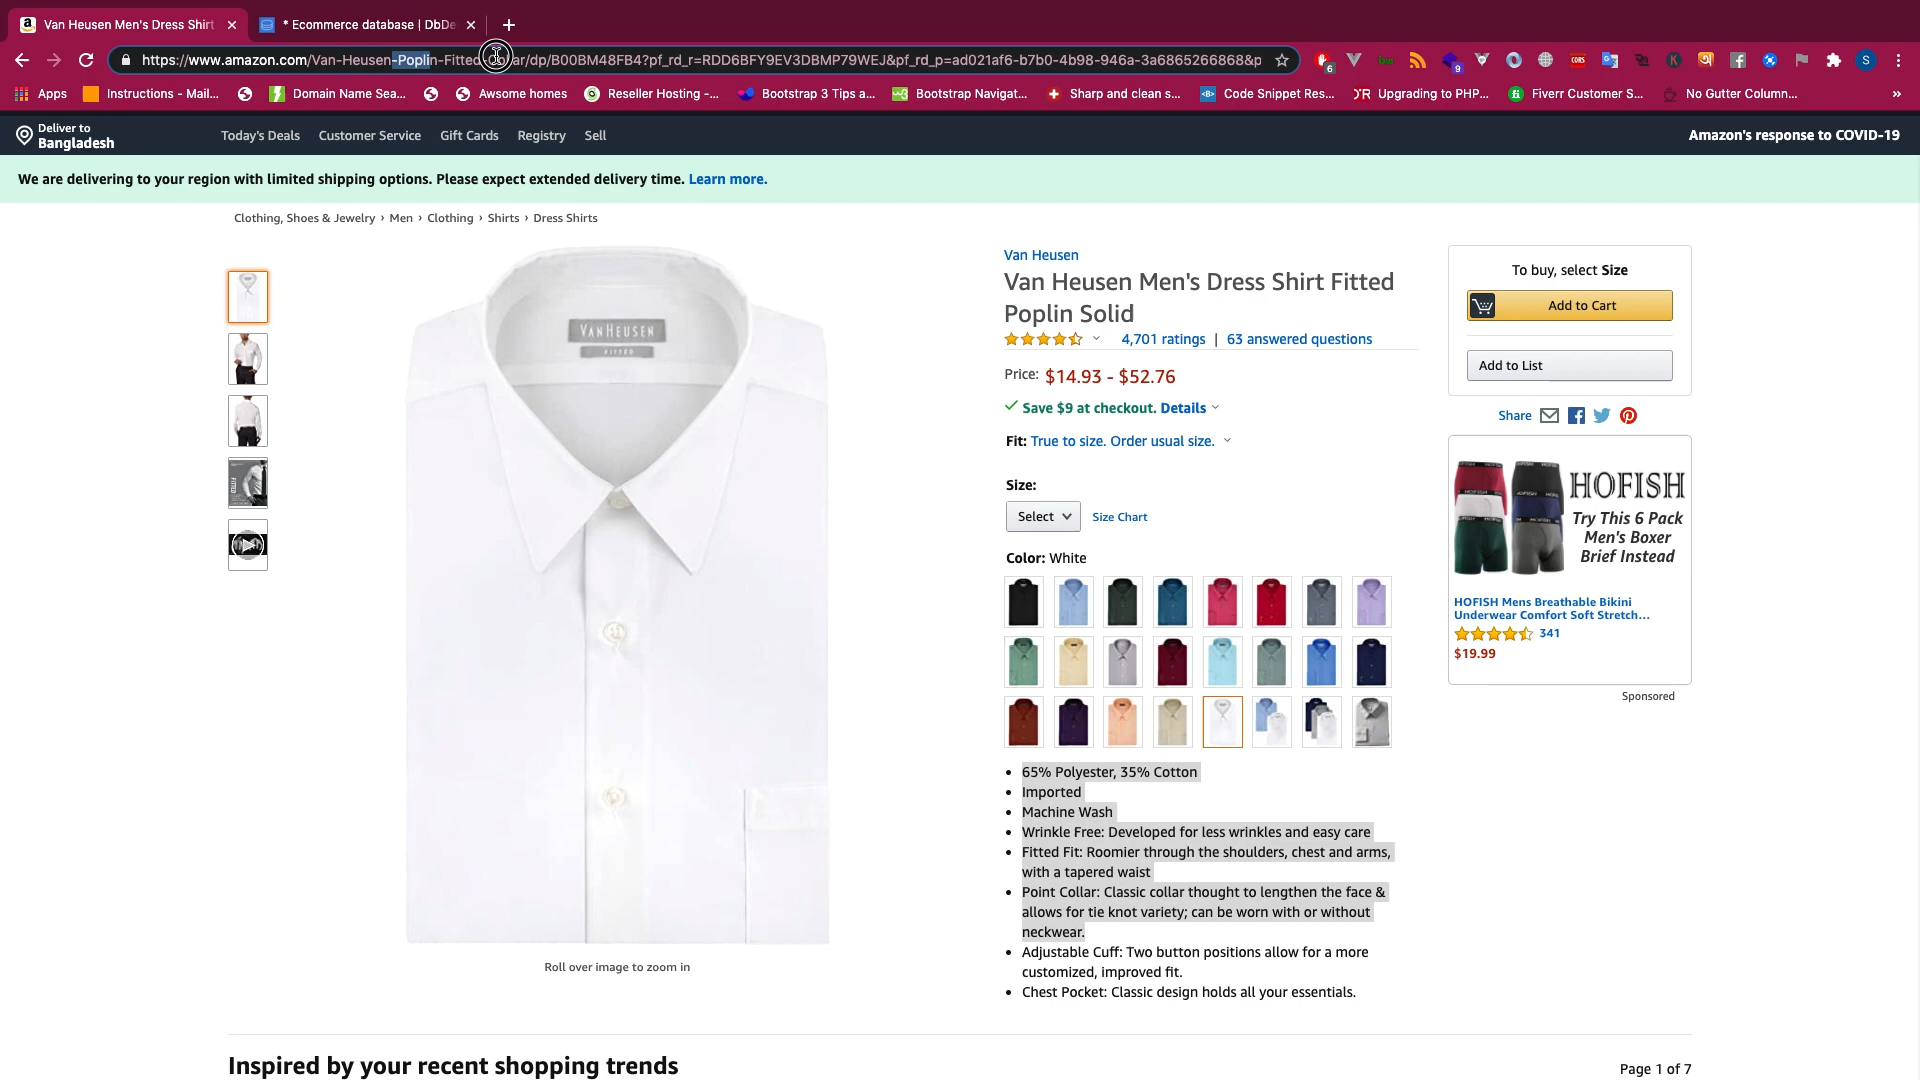 Van Heusen Men's Dress Shirt
* Ecommerce database | DbDe
https://www.amazon.com/Van-Heusen-Poplin-Fitted-
ar/dp/B00BM48FB4?pf_rd_r=RDD6BFY9EV3DBMP79WEJ&pf_rd_p=ad021af6-b7b0-4b98-946a-3a6865266868&p
6
9
CORS
S
Apps
Instructions - Mail...
Domain Name Sea...
Awsome homes
Reseller Hosting -...
Bootstrap 3 Tips a...
Bootstrap Navigat...
Sharp and clean s...
Code Snippet Res...
Upgrading to PHP...
Fiverr Customer S...
No Gutter Column...
»
Deliver to
Bangladesh
Today's Deals
Customer Service
Gift Cards
Registry
Sell
Amazon's response to COVID-19
We are delivering to your region with limited shipping options. Please expect extended delivery time. Learn more.
Clothing, Shoes & Jewelry › Men › Clothing › Shirts › Dress Shirts
VANHEUSEN
FITTED
Roll over image to zoom in
Van Heusen
Van Heusen Men's Dress Shirt Fitted
Poplin Solid
4,701 ratings | 63 answered questions
Price: $14.93 - $52.76
Save $9 at checkout. Details
Fit: True to size. Order usual size.
Size:
Select
Size Chart
Color: White
• 65% Polyester, 35% Cotton
• Imported
• Machine Wash
• Wrinkle Free: Developed for less wrinkles and easy care
• Fitted Fit: Roomier through the shoulders, chest and arms,
with a tapered waist
• Point Collar: Classic collar thought to lengthen the face &
allows for tie knot variety; can be worn with or without
neckwear.
• Adjustable Cuff: Two button positions allow for a more
customized, improved fit.
• Chest Pocket: Classic design holds all your essentials.
To buy, select Size
Add to Cart
Add to List
Share
HOFISH
Try This 6 Pack
Men's Boxer
Brief Instead
HOFISH Mens Breathable Bikini
Underwear Comfort Soft Stretch...
341
$19.99
Sponsored
Inspired by your recent shopping trends
Page 1 of 7